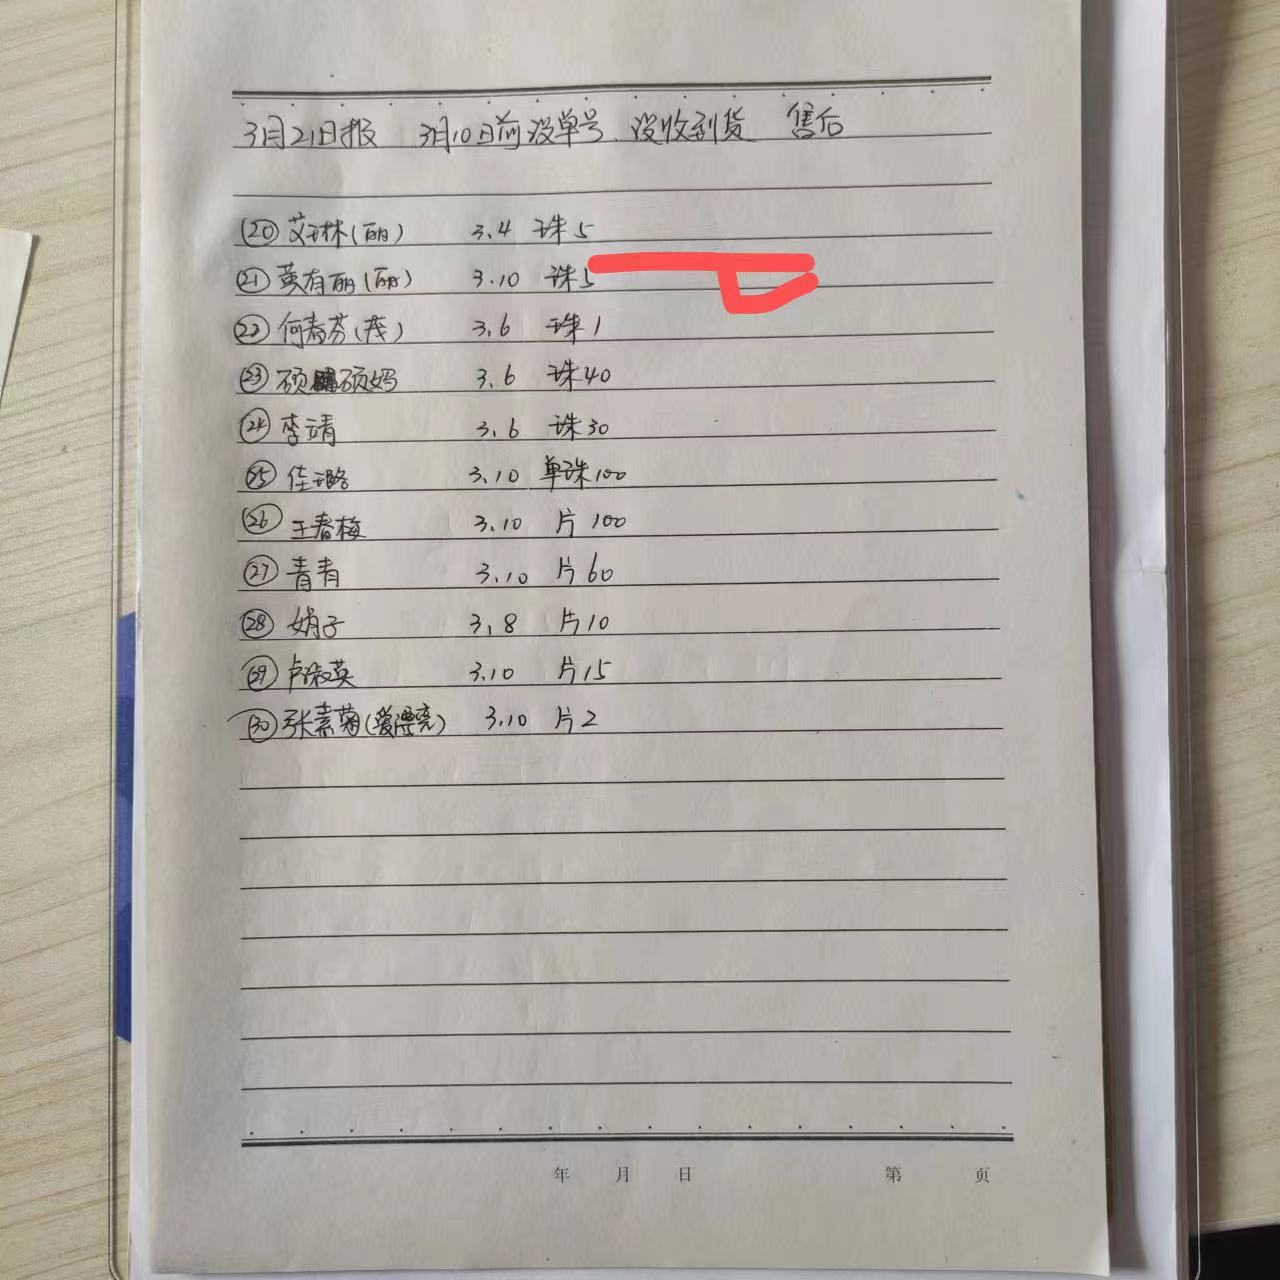 3月21日报 3月10日前没单号、没收到货 售后
⑳ 艾琳(丽) 3.4 珠5
㉑ 黄有丽(丽) 3.10 珠5
㉒ 何春芬(茂) 3.6 珠1
㉓ 硕硕妈 3.6 珠40
㉔ 李靖 3.6 珠30
㉕ 佳璐 3.10 单珠100
㉖ 王春梅 3.10 片100
㉗ 青青 3.10 片60
㉘ 娟子 3.8 片10
㉙ 卢淑英 3.10 片15
㉚ 张素菊(爱漂亮) 3.10 片2
年 月 日 第 页